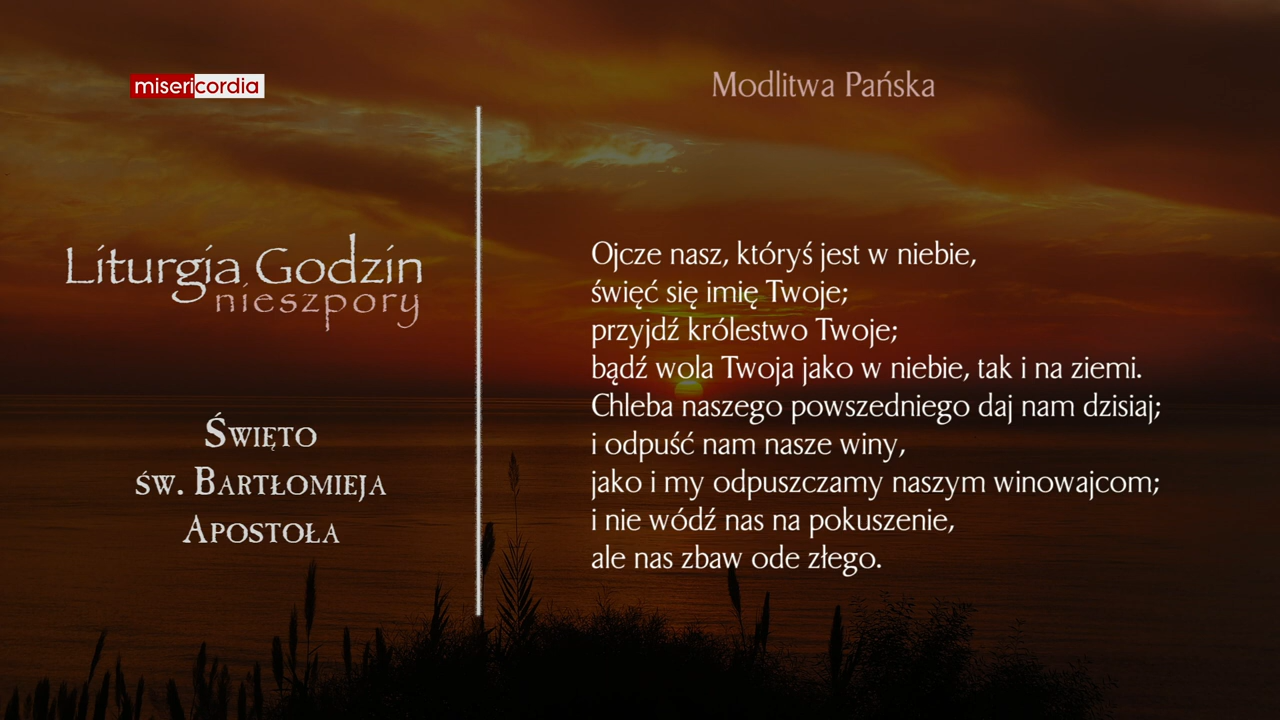 misericordia
Liturgia Godzin
nieszpory
Święto
św. Bartłomieja
Apostoła
Modlitwa Pańska
Ojcze nasz, któryś jest w niebie,
święć się imię Twoje;
przyjdź królestwo Twoje;
bądź wola Twoja jako w niebie, tak i na ziemi.
Chleba naszego powszedniego daj nam dzisiaj;
i odpuść nam nasze winy,
jako i my odpuszczamy naszym winowajcom;
i nie wódź nas na pokuszenie,
ale nas zbaw ode złego.